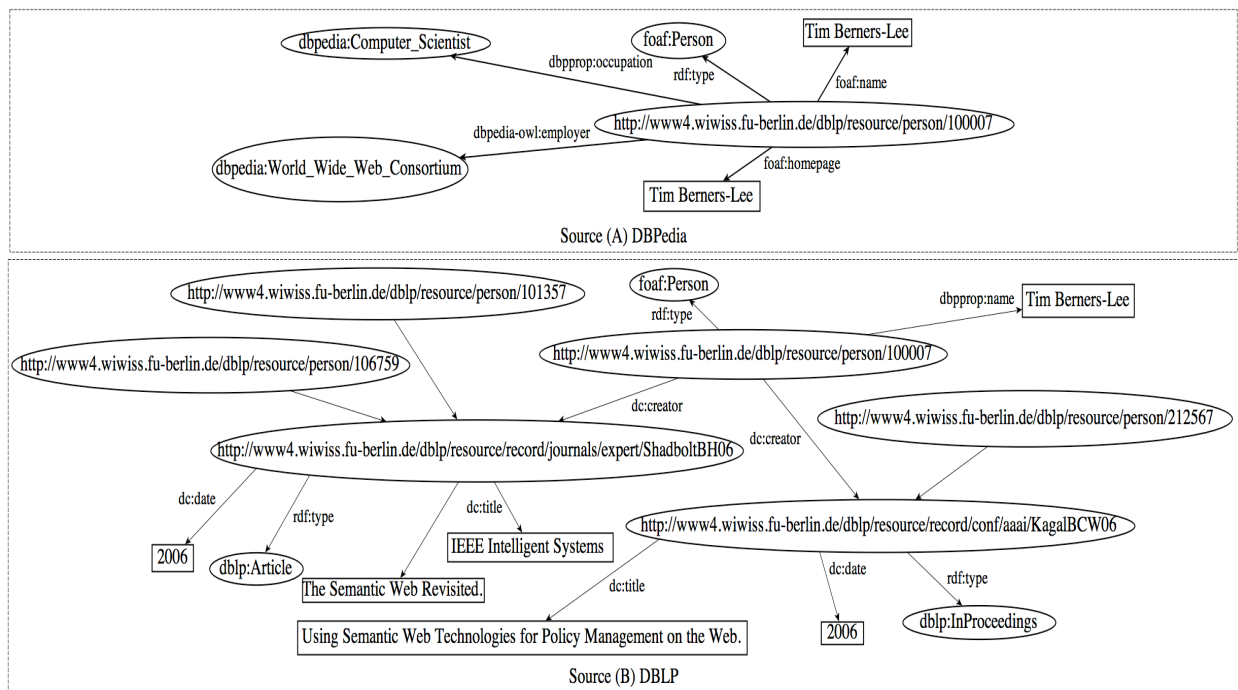 Tim Berners-Lee
foaf:Person
dbpedia:Computer_Scientist
dbpprop:occupation
rdf:type
foaf:name
http://www4.wiwiss.fu-berlin.de/dblp/resource/person/100007
dbpedia-owl:employer
foaf:homepage
dbpedia:World_Wide_Web_Consortium
Tim Berners-Lee
Source (A) DBPedia
foaf:Person
http://www4.wiwiss.fu-berlin.de/dblp/resource/person/101357
dbpprop:name
Tim Berners-Lee
rdf:type
http://www4.wiwiss.fu-berlin.de/dblp/resource/person/100007
http://www4.wiwiss.fu-berlin.de/dblp/resource/person/106759
dc:creator
http://www4.wiwiss.fu-berlin.de/dblp/resource/person/212567
dc:creator
http://www4.wiwiss.fu-berlin.de/dblp/resource/record/journals/expert/ShadboltBH06
dc:date
rdf:type
dc:title
http://www4.wiwiss.fu-berlin.de/dblp/resource/record/conf/aaai/KagalBCW06
IEEE Intelligent Systems
2006
dblp:Article
dc:date
rdf:type
The Semantic Web Revisited.
dc:title
dblp:InProceedings
2006
Using Semantic Web Technologies for Policy Management on the Web.
Source (B) DBLP